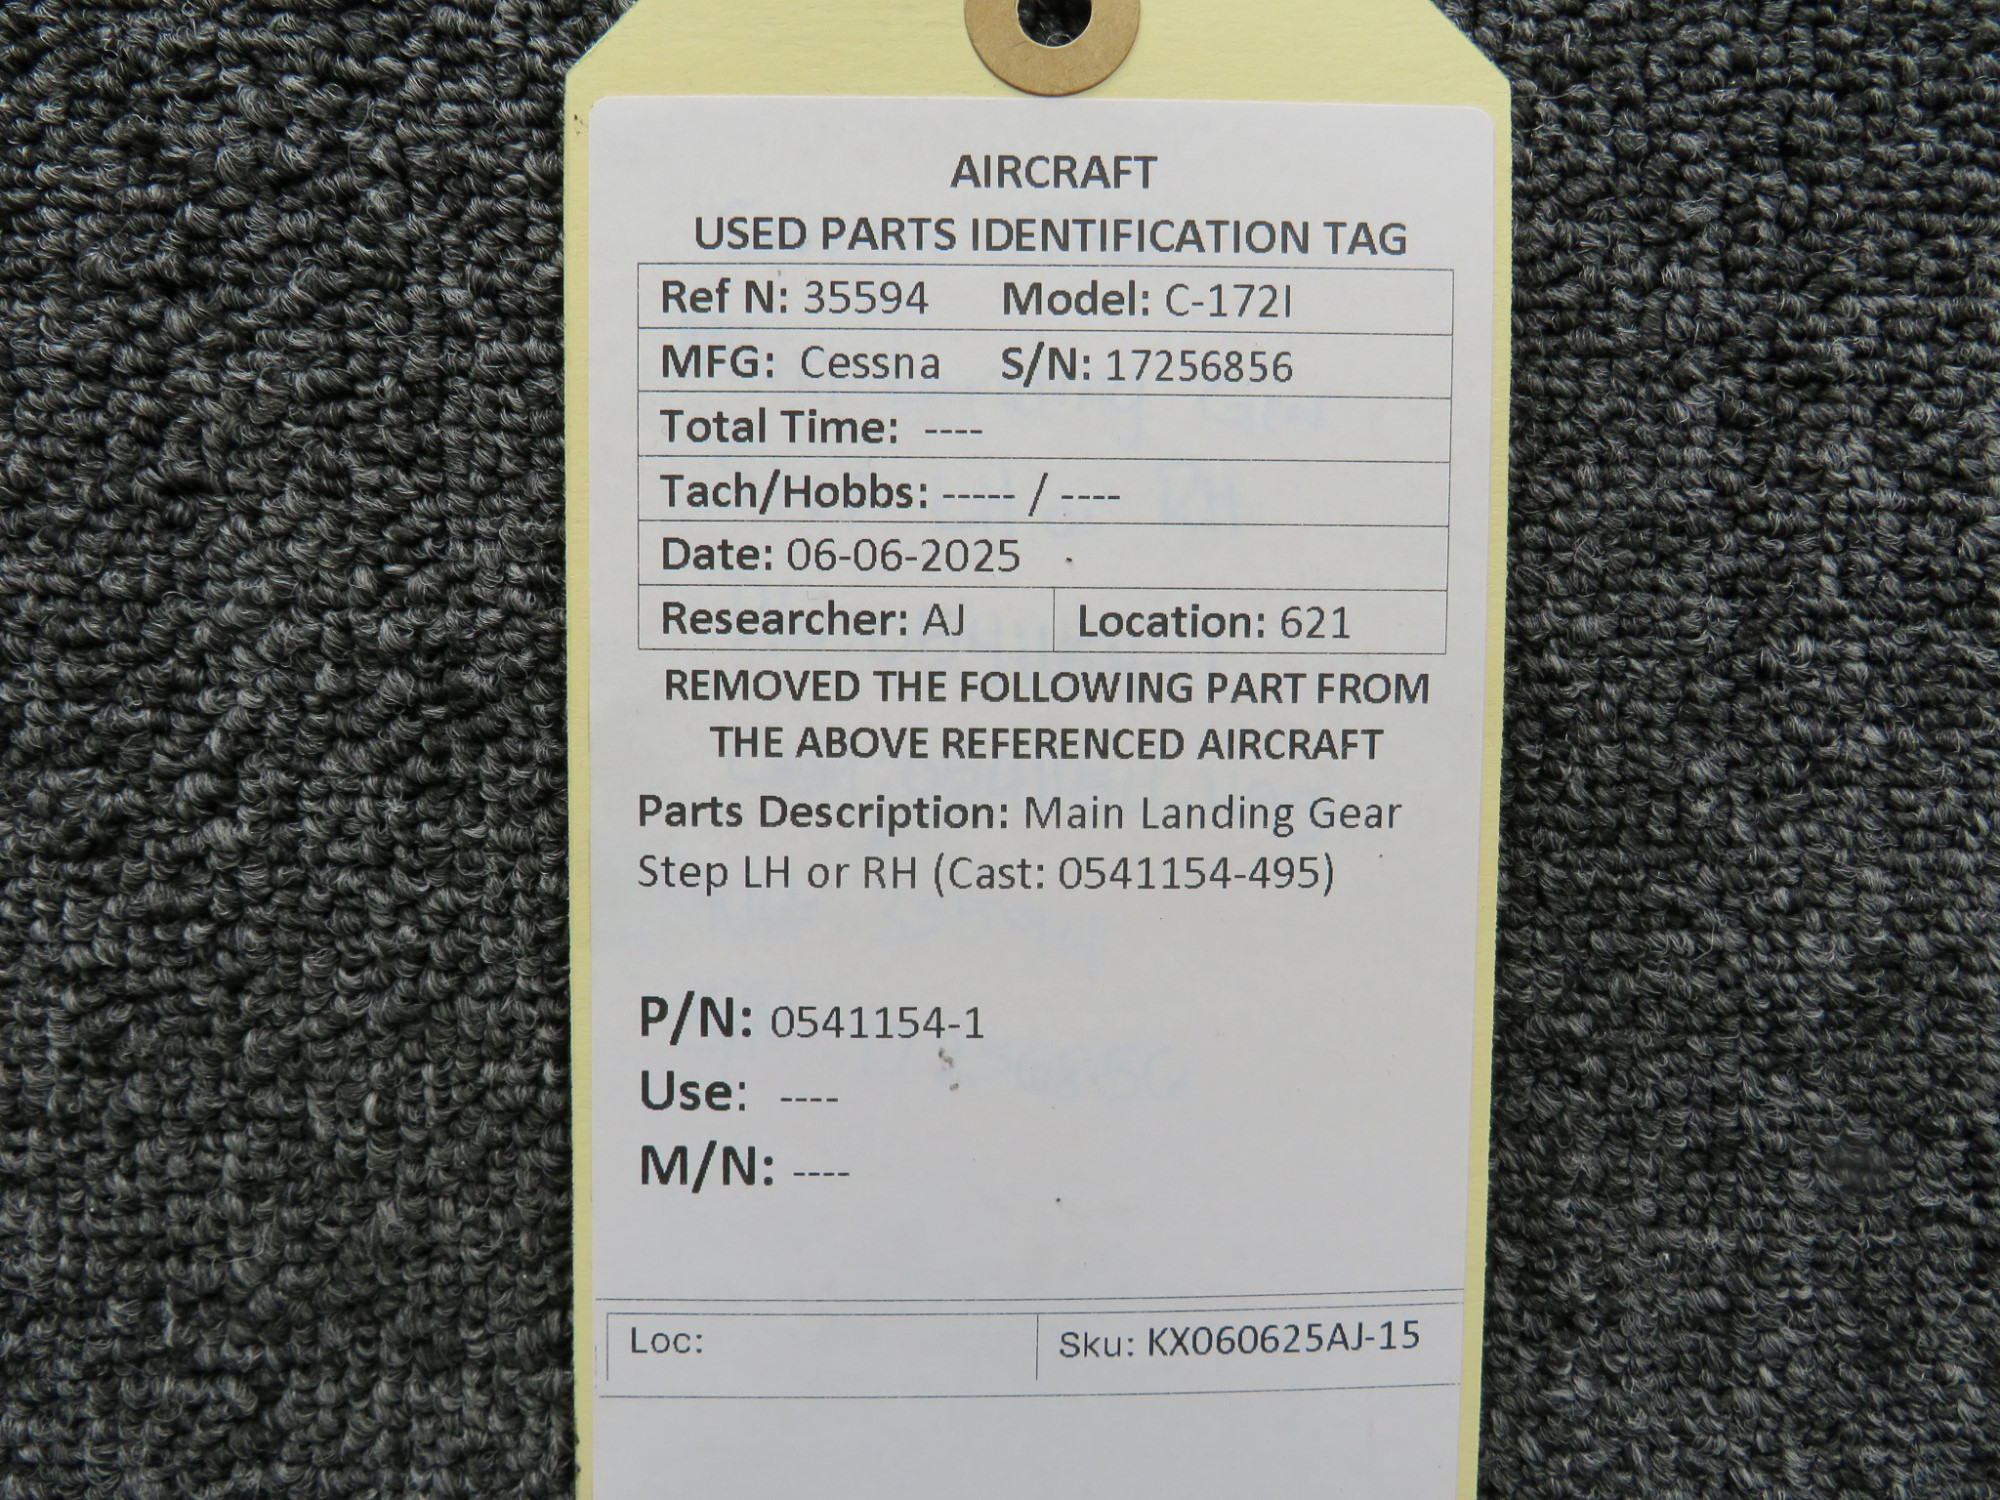 AIRCRAFT
USED PARTS IDENTIFICATION TAG
Ref N: 35594 Model: C-172I
MFG: Cessna S/N: 17256856
Total Time: ----
Tach/Hobbs: ----- / ----
Date: 06-06-2025
Researcher: AJ Location: 621
REMOVED THE FOLLOWING PART FROM
THE ABOVE REFERENCED AIRCRAFT
Parts Description: Main Landing Gear
Step LH or RH (Cast: 0541154-495)
P/N: 0541154-1
Use: ----
M/N: ----
Loc: Sku: KX060625AJ-15